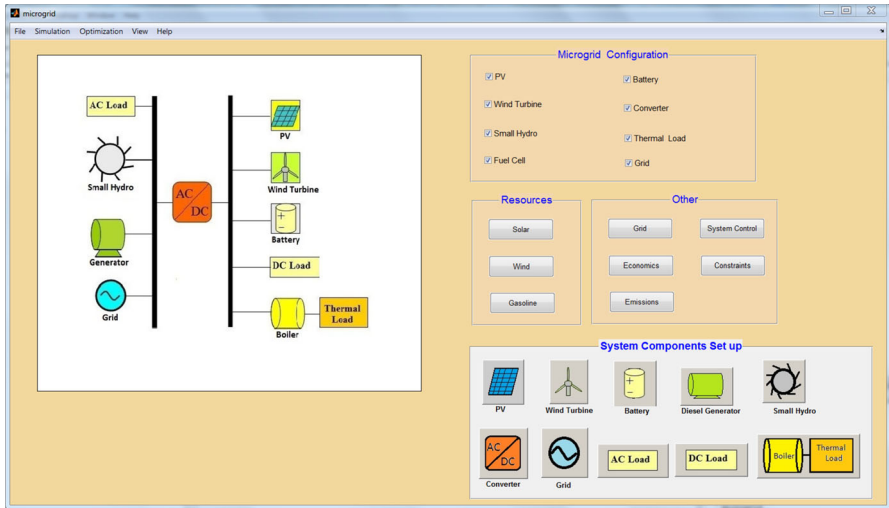 microgrid
File Simulation Optimization View Help
AC Load
Small Hydro
Generator
Grid
AC
DC
PV
Wind Turbine
Battery
DC Load
Boiler
Thermal
Load
Microgrid Configuration
PV
Battery
Wind Turbine
Converter
Small Hydro
Thermal Load
Fuel Cell
Grid
Resources
Solar
Wind
Gasoline
Other
Grid
System Control
Economics
Constraints
Emissions
System Components Set up
PV
Wind Turbine
Battery
Diesel Generator
Small Hydro
AC
DC
Converter
Grid
AC Load
DC Load
Boiler
Thermal
Load